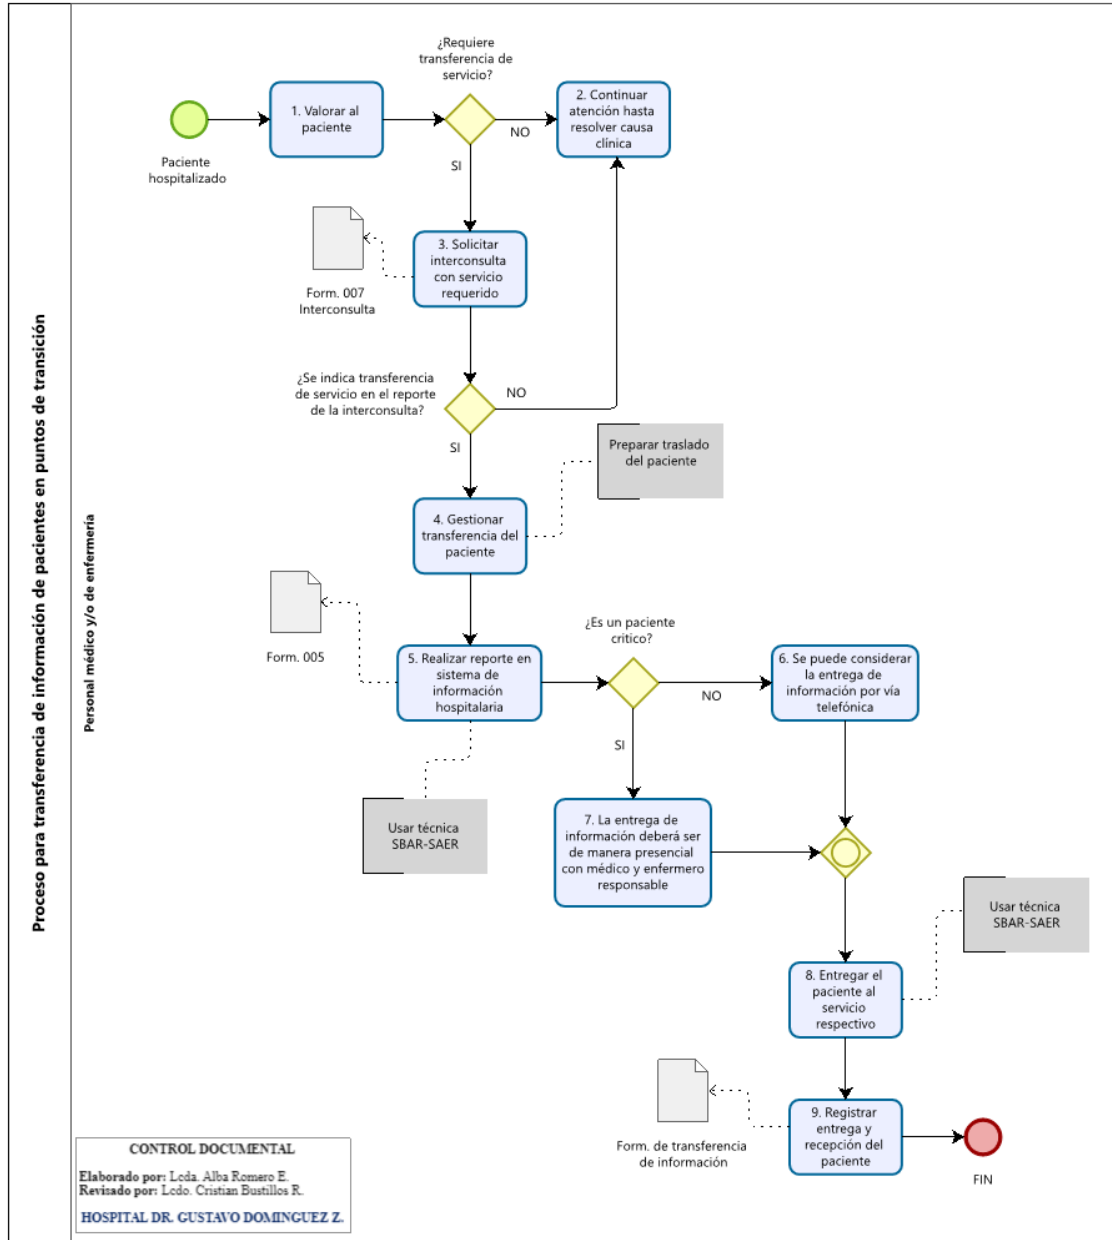 Proceso para transferencia de información de pacientes en puntos de transición
Personal médico y/o de enfermería
Paciente
hospitalizado
1. Valorar al
paciente
¿Requiere
transferencia de
servicio?
NO
SI
2. Continuar
atención hasta
resolver causa
clínica
3. Solicitar
interconsulta
con servicio
requerido
Form. 007
Interconsulta
¿Se indica transferencia
de servicio en el reporte
de la interconsulta?
NO
SI
Preparar traslado
del paciente
4. Gestionar
transferencia del
paciente
Form. 005
5. Realizar reporte en
sistema de
información
hospitalaria
¿Es un paciente
critico?
NO
SI
6. Se puede considerar
la entrega de
información por vía
telefónica
Usar técnica
SBAR-SAER
7. La entrega de
información deberá ser
de manera presencial
con médico y enfermero
responsable
Usar técnica
SBAR-SAER
8. Entregar el
paciente al
servicio
respectivo
Form. de transferencia
de información
9. Registrar
entrega y
recepción del
paciente
FIN
CONTROL DOCUMENTAL
Elaborado por: Lcda. Alba Romero E.
Revisado por: Lcdo. Cristian Bustillos R.
HOSPITAL DR. GUSTAVO DOMINGUEZ Z.